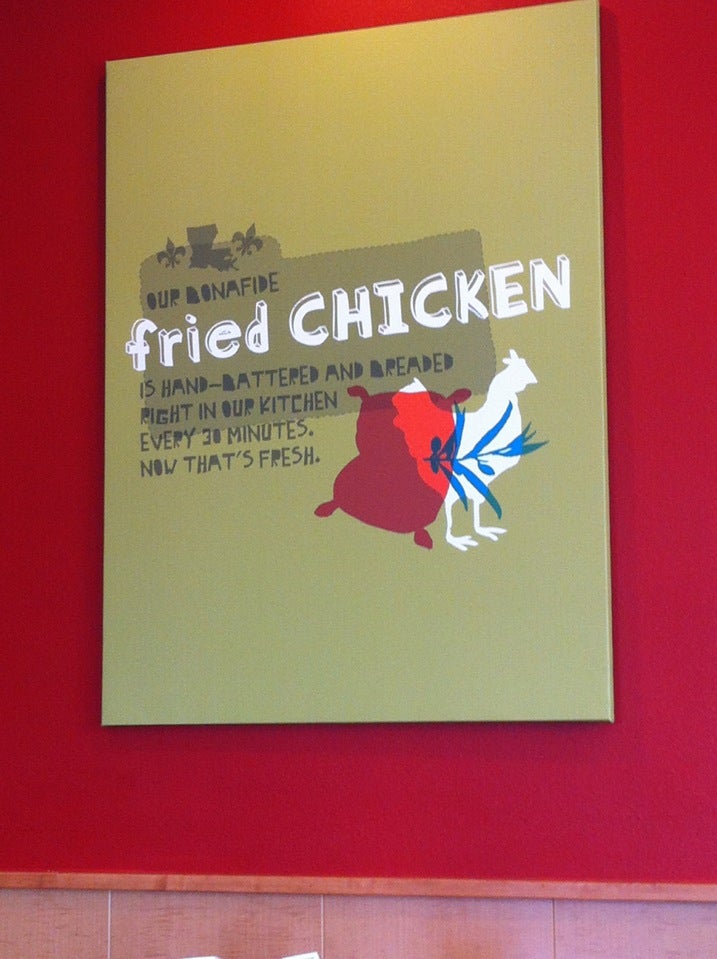 OUR BONAFIDE
fried CHICKEN
IS HAND-BATTERED AND BREADED
RIGHT IN OUR KITCHEN
EVERY 30 MINUTES.
NOW THAT'S FRESH.